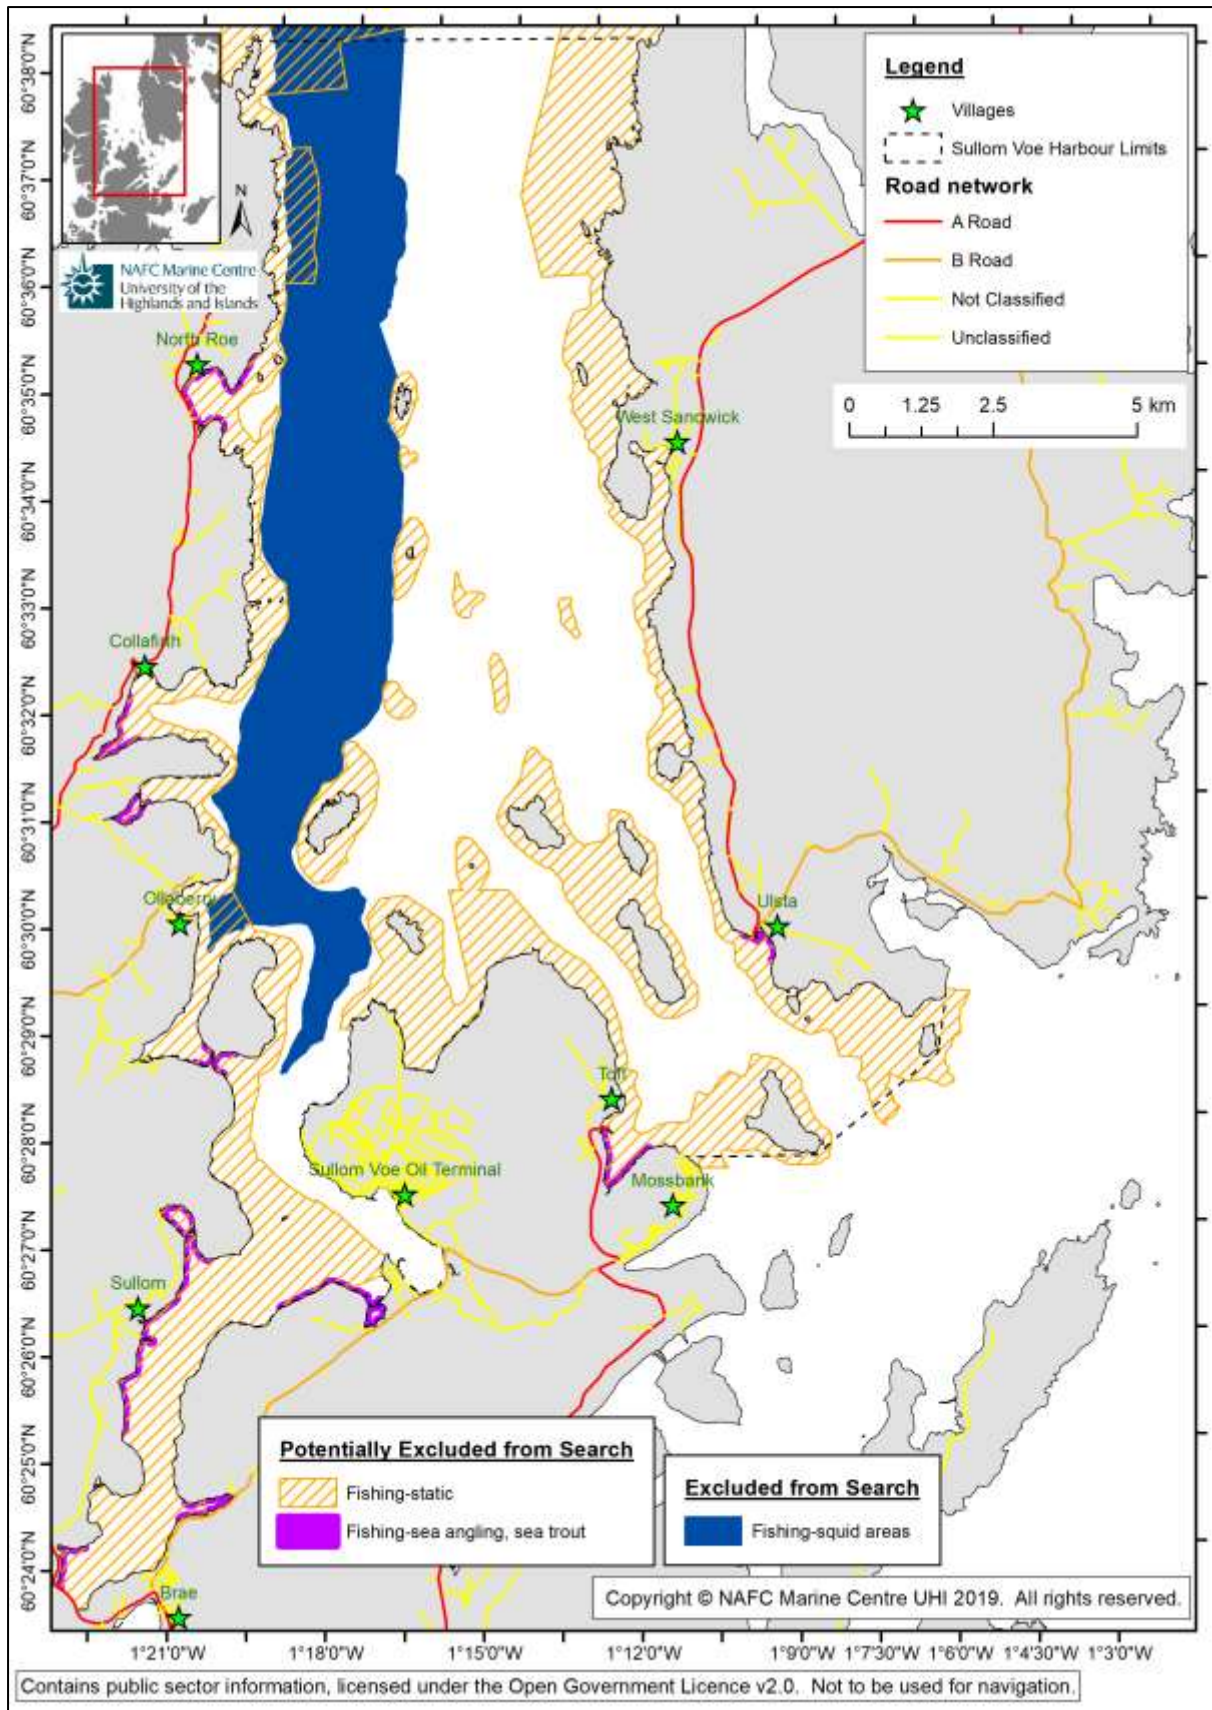 Legend
Villages
Sullom Voe Harbour Limits
Road network
A Road
B Road
Not Classified
Unclassified
0 1.25 2.5 5 km
N
NAFC Marine Centre
University of the
Highlands and Islands
North Roe
West Sandwick
Collafirth
Ollaberry
Ulsta
Toft
Sullom Voe Oil Terminal
Mossbank
Sullom
Brae
60°38'0"N
60°37'0"N
60°36'0"N
60°35'0"N
60°34'0"N
60°33'0"N
60°32'0"N
60°31'0"N
60°30'0"N
60°29'0"N
60°28'0"N
60°27'0"N
60°26'0"N
60°25'0"N
60°24'0"N
Potentially Excluded from Search
Fishing-static
Fishing-sea angling, sea trout
Excluded from Search
Fishing-squid areas
Copyright © NAFC Marine Centre UHI 2019. All rights reserved.
1°21'0"W 1°18'0"W 1°15'0"W 1°12'0"W 1°9'0"W 1°7'30"W 1°6'0"W 1°4'30"W 1°3'0"W
Contains public sector information, licensed under the Open Government Licence v2.0. Not to be used for navigation.